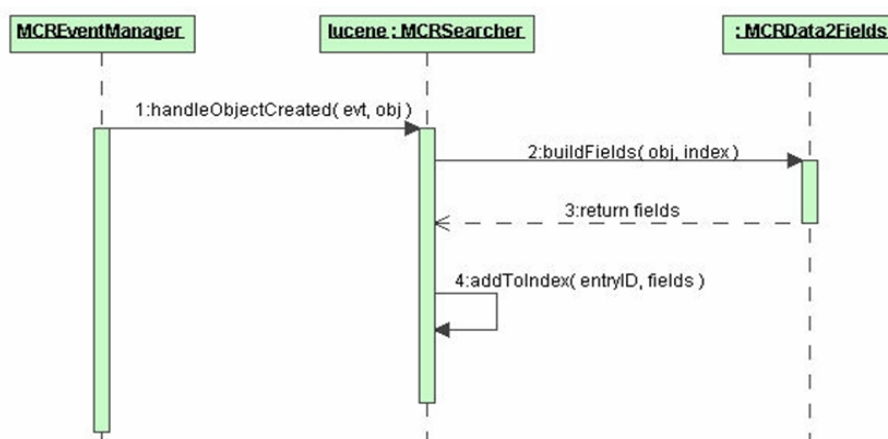 MCREventManager
lucene : MCRSearcher
: MCRData2Fields
1:handleObjectCreated( evt, obj )
2:buildFields( obj, index )
3:return fields
4:addToIndex( entryID, fields )